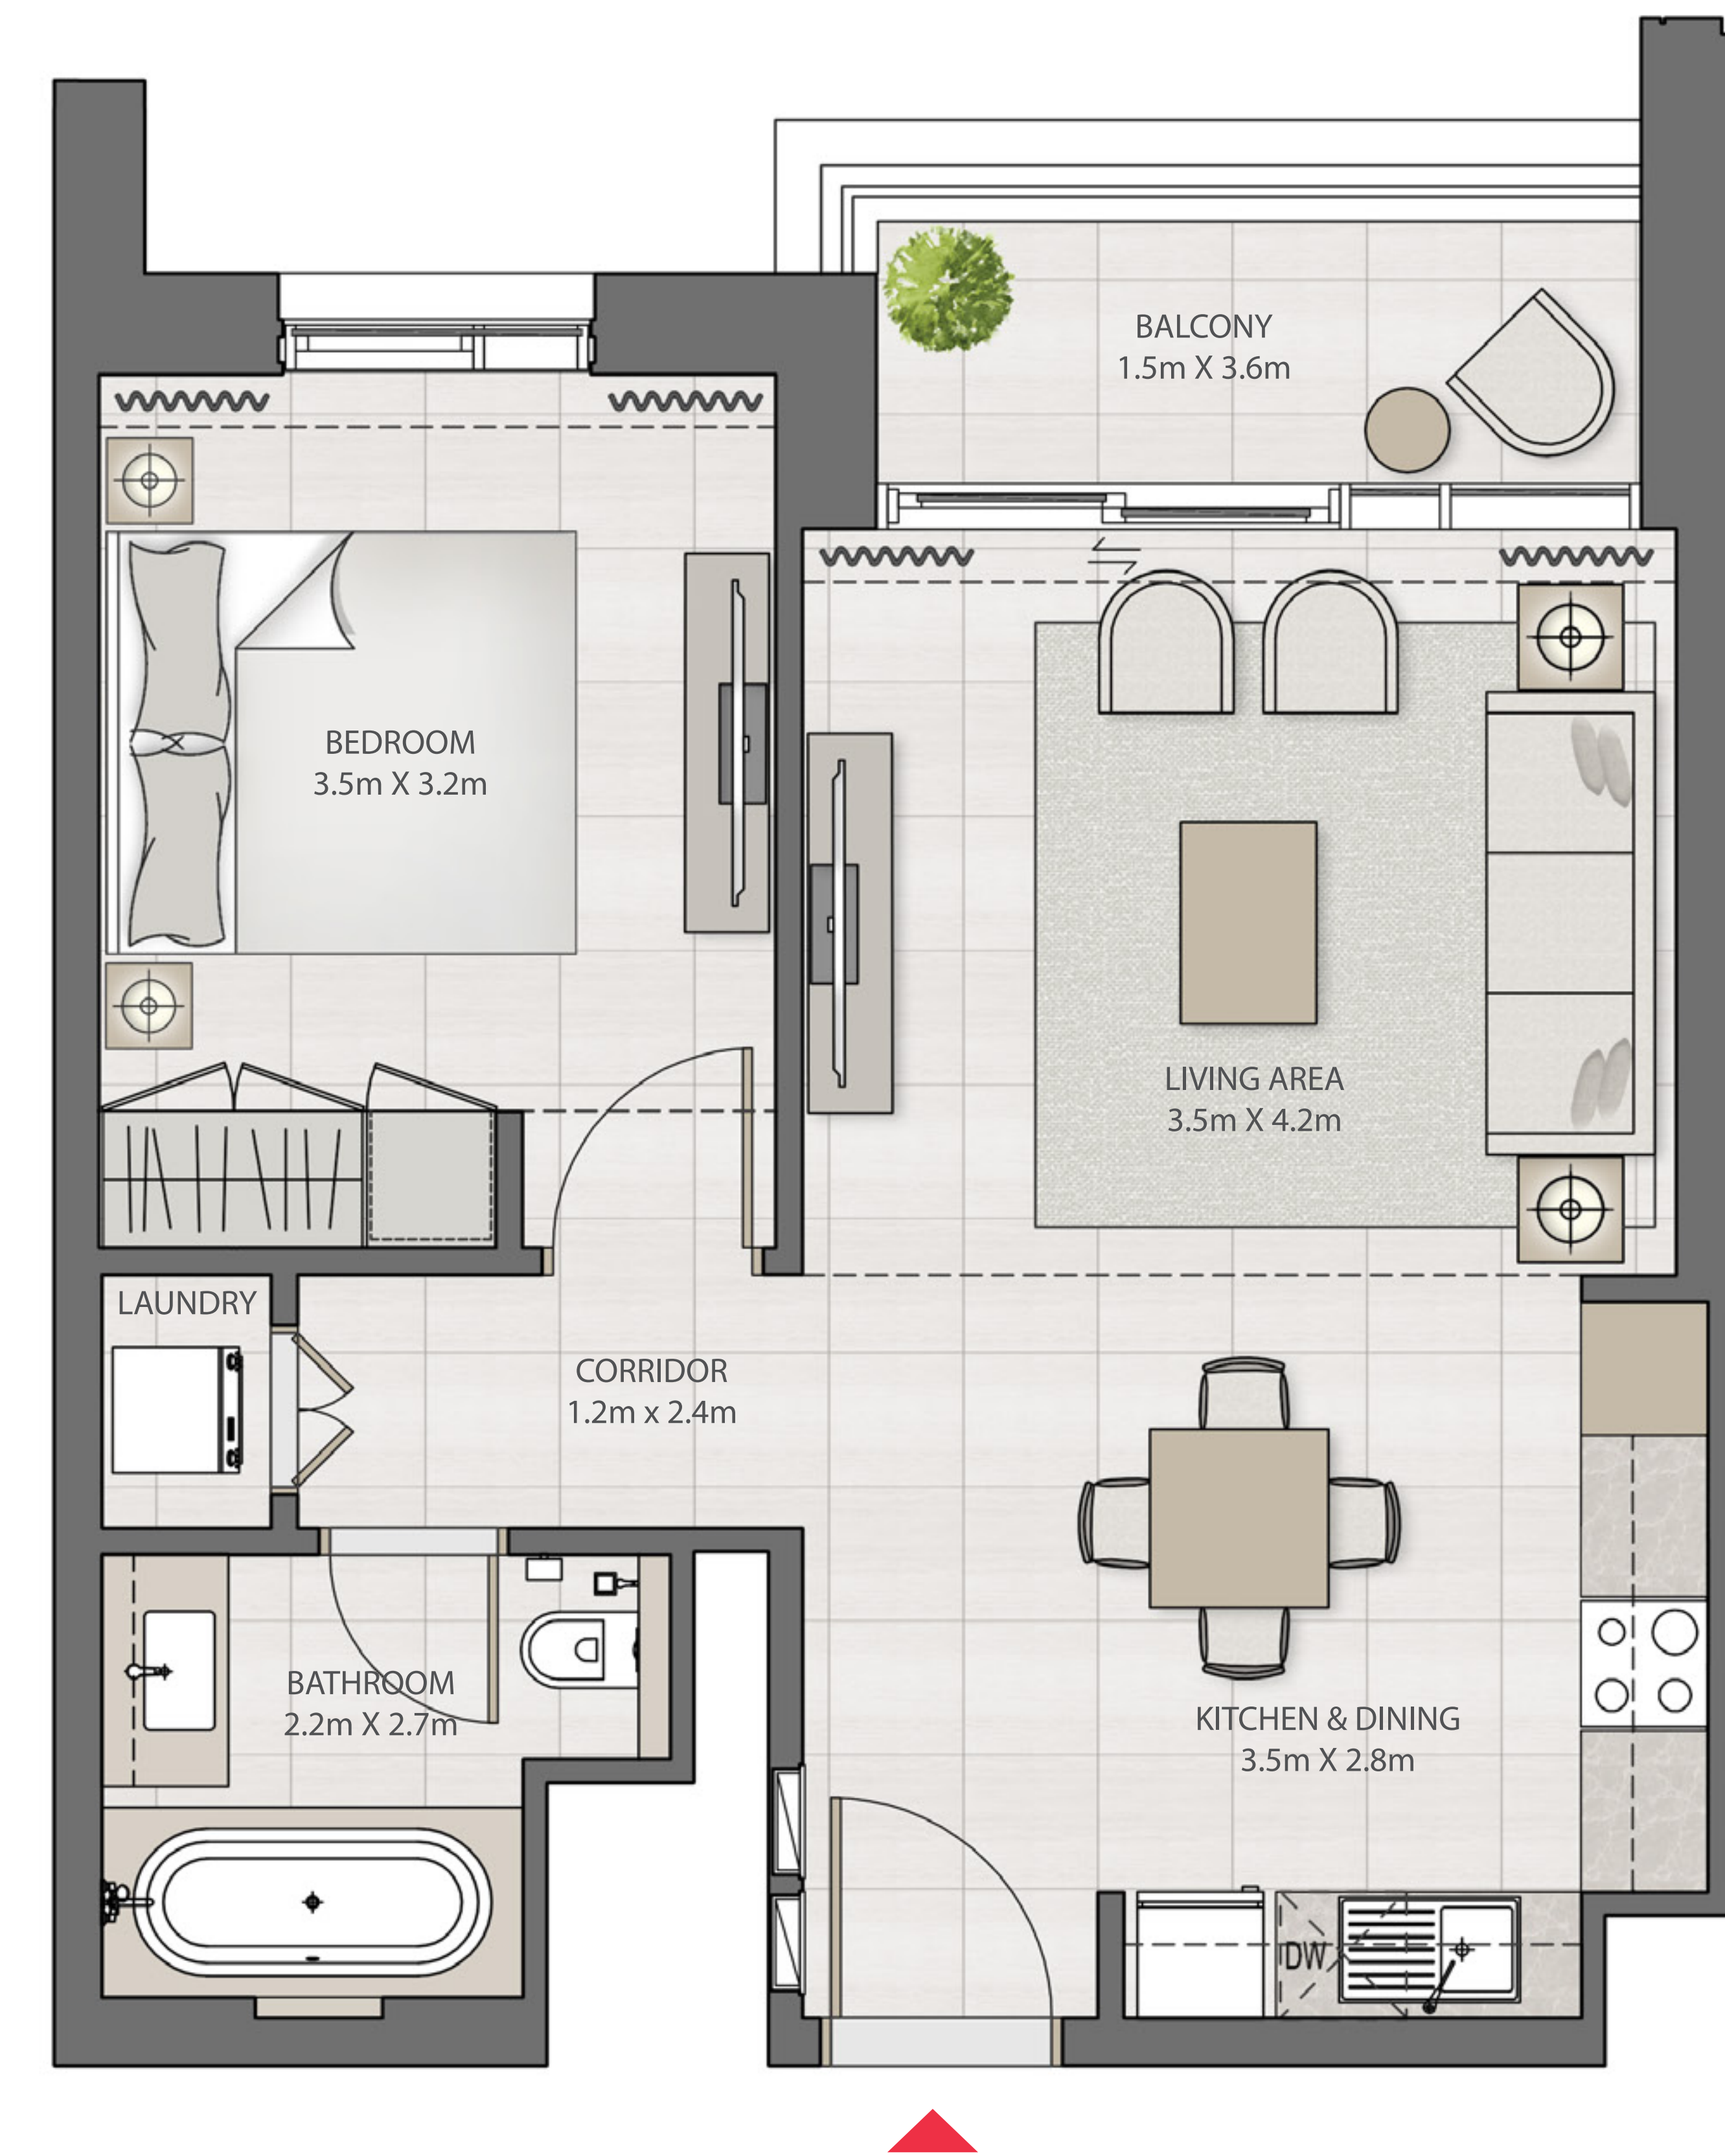 BALCONY
1.5m X 3.6m
BEDROOM
3.5m X 3.2m
LIVING AREA
3.5m X 4.2m
LAUNDRY
CORRIDOR
1.2m x 2.4m
BATHROOM
2.2m X 2.7m
KITCHEN & DINING
3.5m X 2.8m
DW